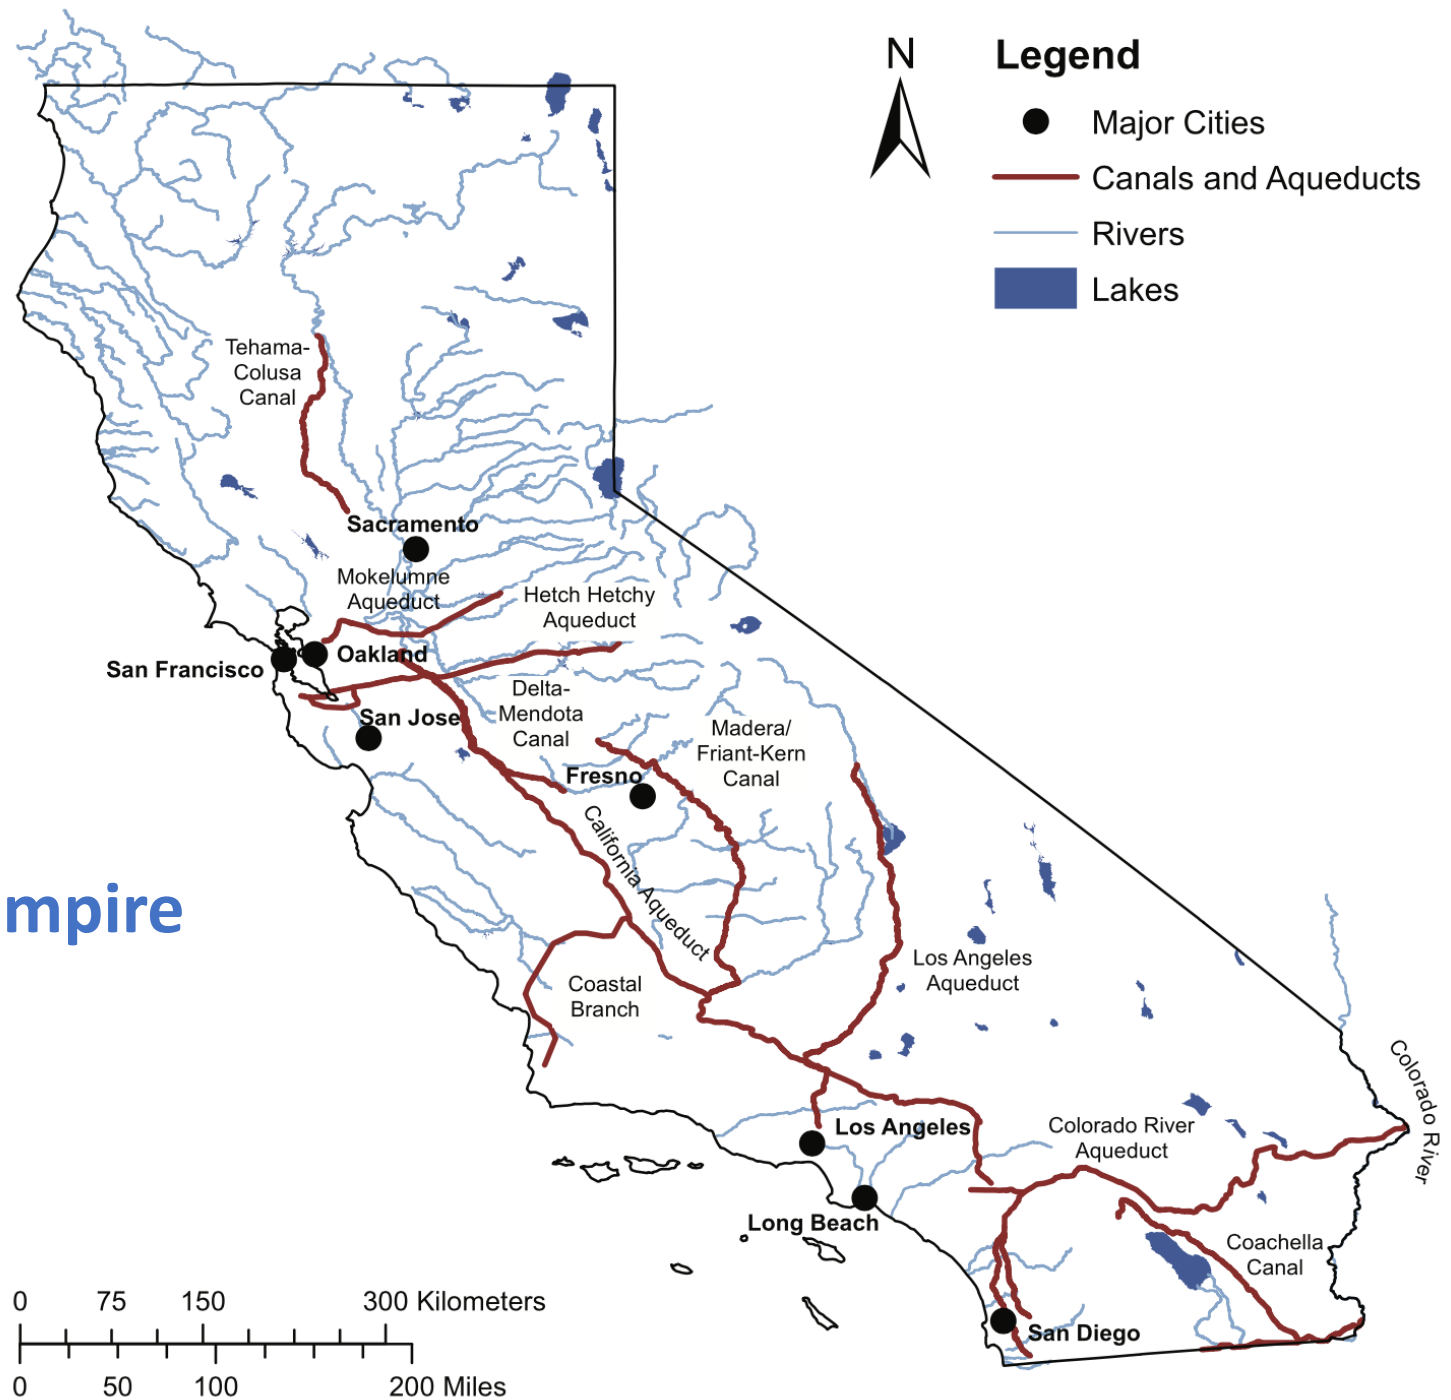 N
Legend
Major Cities
Canals and Aqueducts
Rivers
Lakes
Tehama-
Colusa
Canal
Sacramento
Mokelumne
Aqueduct
Hetch Hetchy
Aqueduct
San Francisco
Oakland
San Jose
Delta-
Mendota
Canal
Madera/
Friant-Kern
Canal
Fresno
California Aqueduct
mpire
Los Angeles
Aqueduct
Coastal
Branch
Colorado River
Los Angeles
Colorado River
Aqueduct
Long Beach
Coachella
Canal
San Diego
0 75 150 300 Kilometers
0 50 100 200 Miles